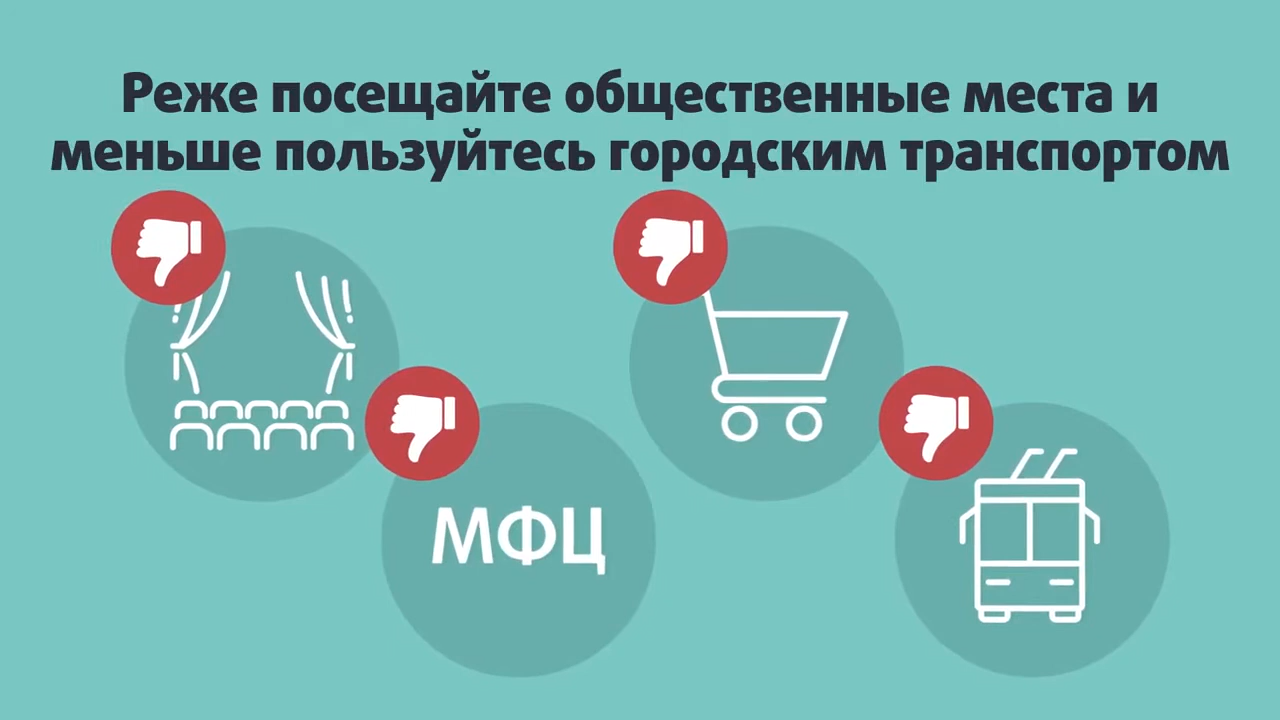 Реже посещайте общественные места и
меньше пользуйтесь городским транспортом
МФЦ